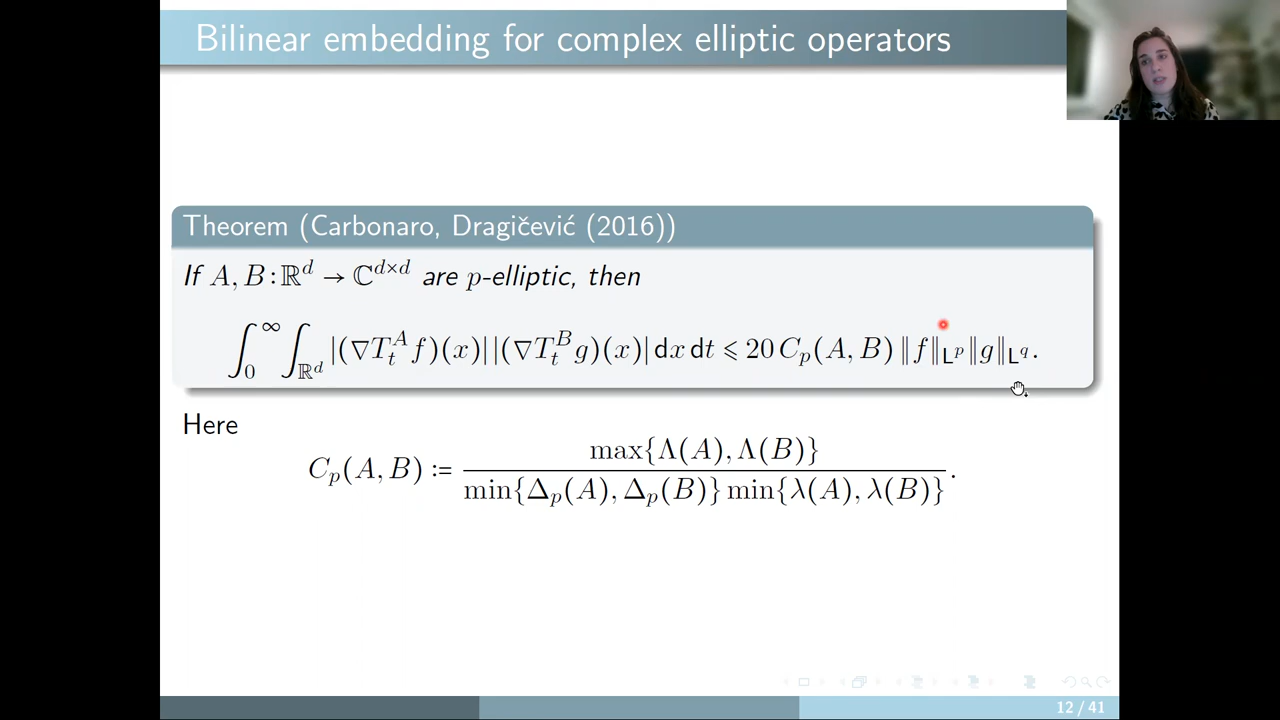 Bilinear embedding for complex elliptic operators
Theorem (Carbonaro, Dragičević (2016))
If A, B : ℝ^d → ℂ^{d×d} are p-elliptic, then
∫_0^∞ ∫_{ℝ^d} |(∇T_t^A f)(x)| |(∇T_t^B g)(x)| dx dt ⩽ 20 C_p(A, B) ‖f‖_{L^p} ‖g‖_{L^q}.
Here
C_p(A, B) := max{Λ(A), Λ(B)} / min{Δ_p(A), Δ_p(B)} min{λ(A), λ(B)}.
12 / 41